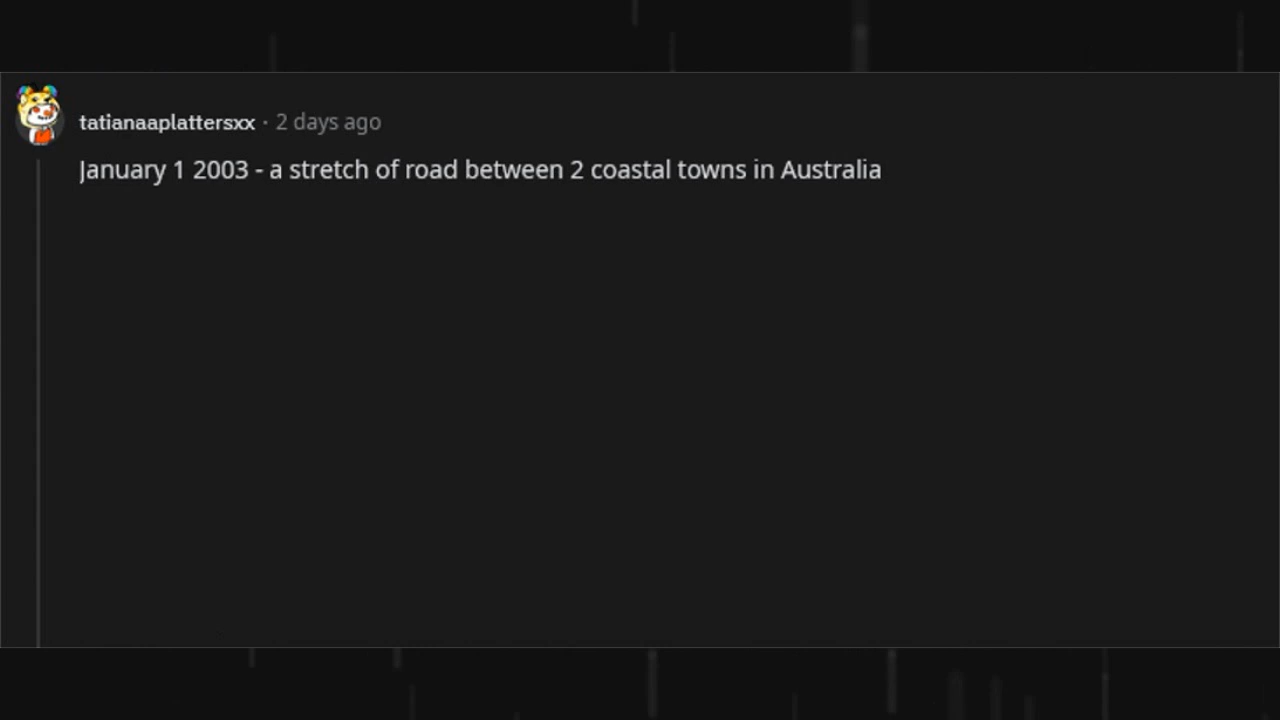 tatianaaplattersxx · 2 days ago
January 1 2003 - a stretch of road between 2 coastal towns in Australia